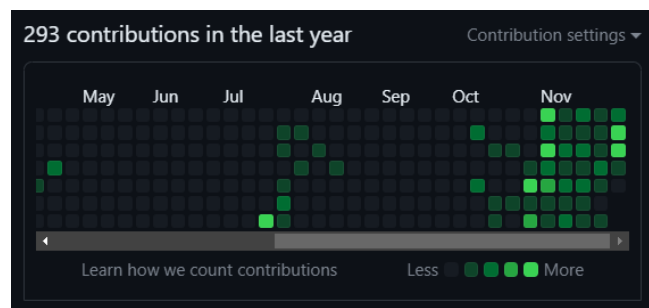 293 contributions in the last year
Contribution settings
May Jun Jul Aug Sep Oct Nov
Learn how we count contributions
Less More